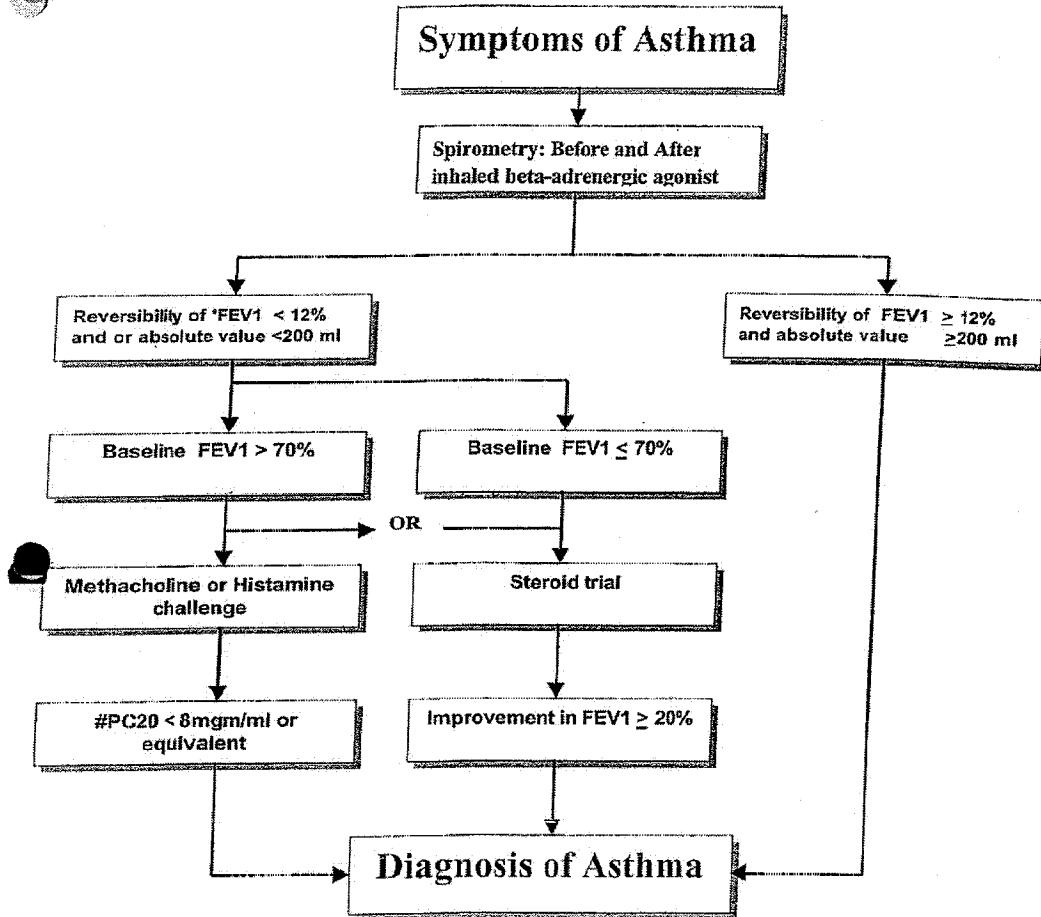 Symptoms of Asthma
Spirometry: Before and After
inhaled beta-adrenergic agonist
Reversibility of *FEV1 < 12%
and or absolute value <200 ml
Reversibility of FEV1 ≥ 12%
and absolute value ≥200 ml
Baseline FEV1 > 70%
Baseline FEV1 ≤ 70%
OR
Methacholine or Histamine
challenge
Steroid trial
#PC20 < 8mgm/ml or
equivalent
Improvement in FEV1 ≥ 20%
Diagnosis of Asthma